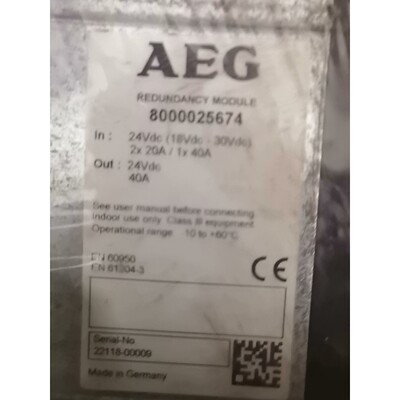 AEG
REDUNDANCY MODULE
8000025674
In : 24Vdc (18Vdc - 30Vdc)
2x 20A / 1x 40A
Out : 24Vdc
40A
See user manual before connecting
indoor use only. Class III equipment
Operational range 10 to +60°C
EN 60950
EN 61304-3
CE
Serial-No
22118-00009
Made in Germany